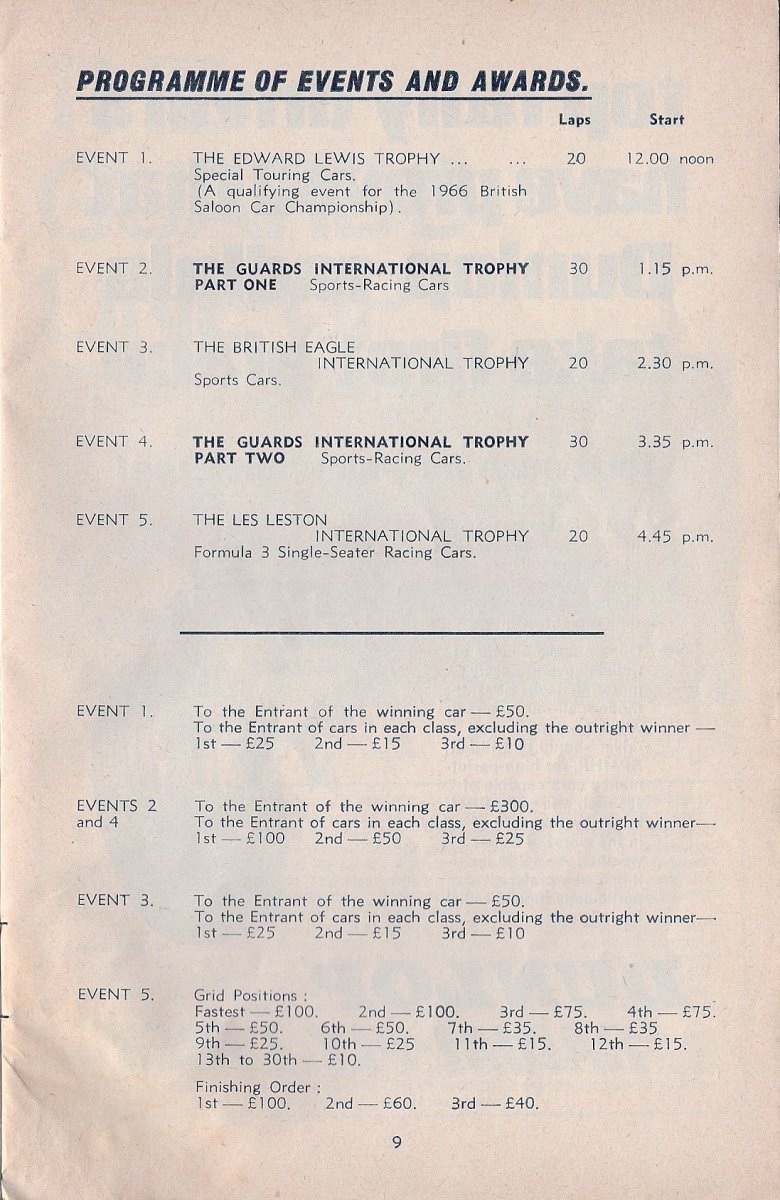 PROGRAMME OF EVENTS AND AWARDS.
Laps Start
EVENT 1. THE EDWARD LEWIS TROPHY ... ... 20 12.00 noon
Special Touring Cars.
(A qualifying event for the 1966 British
Saloon Car Championship).
EVENT 2. THE GUARDS INTERNATIONAL TROPHY 30 1.15 p.m.
PART ONE Sports-Racing Cars
EVENT 3. THE BRITISH EAGLE
INTERNATIONAL TROPHY 20 2.30 p.m.
Sports Cars.
EVENT 4. THE GUARDS INTERNATIONAL TROPHY 30 3.35 p.m.
PART TWO Sports-Racing Cars.
EVENT 5. THE LES LESTON
INTERNATIONAL TROPHY 20 4.45 p.m.
Formula 3 Single-Seater Racing Cars.
EVENT 1. To the Entrant of the winning car — £50.
To the Entrant of cars in each class, excluding the outright winner —
1st — £25 2nd — £15 3rd — £10
EVENTS 2 To the Entrant of the winning car — £300.
and 4 To the Entrant of cars in each class, excluding the outright winner—
1st — £100 2nd — £50 3rd — £25
EVENT 3. To the Entrant of the winning car — £50.
To the Entrant of cars in each class, excluding the outright winner—
1st — £25 2nd — £15 3rd — £10
EVENT 5. Grid Positions :
Fastest — £100. 2nd — £100. 3rd — £75. 4th — £75.
5th — £50. 6th — £50. 7th — £35. 8th — £35
9th — £25. 10th — £25 11th — £15. 12th — £15.
13th to 30th — £10.
Finishing Order :
1st — £100. 2nd — £60. 3rd — £40.
9